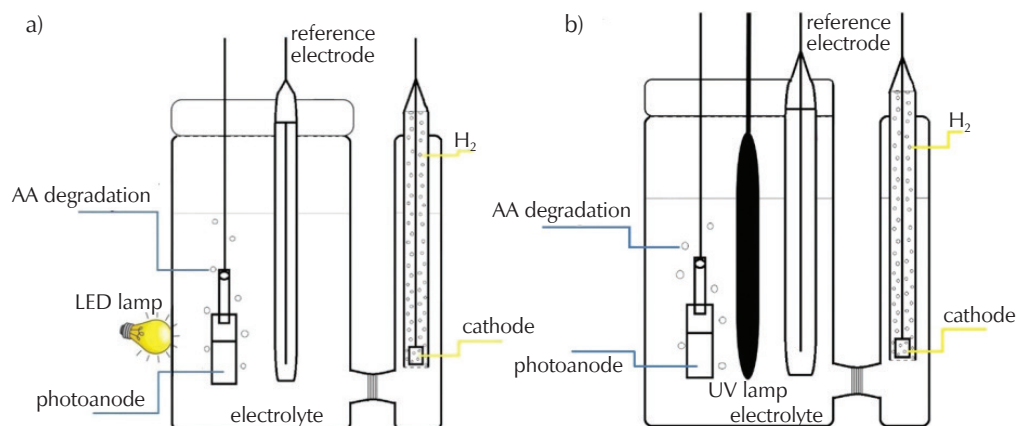 a)
reference
electrode
H₂
AA degradation
LED lamp
cathode
photoanode
electrolyte
b)
reference
electrode
H₂
AA degradation
cathode
photoanode
UV lamp
electrolyte